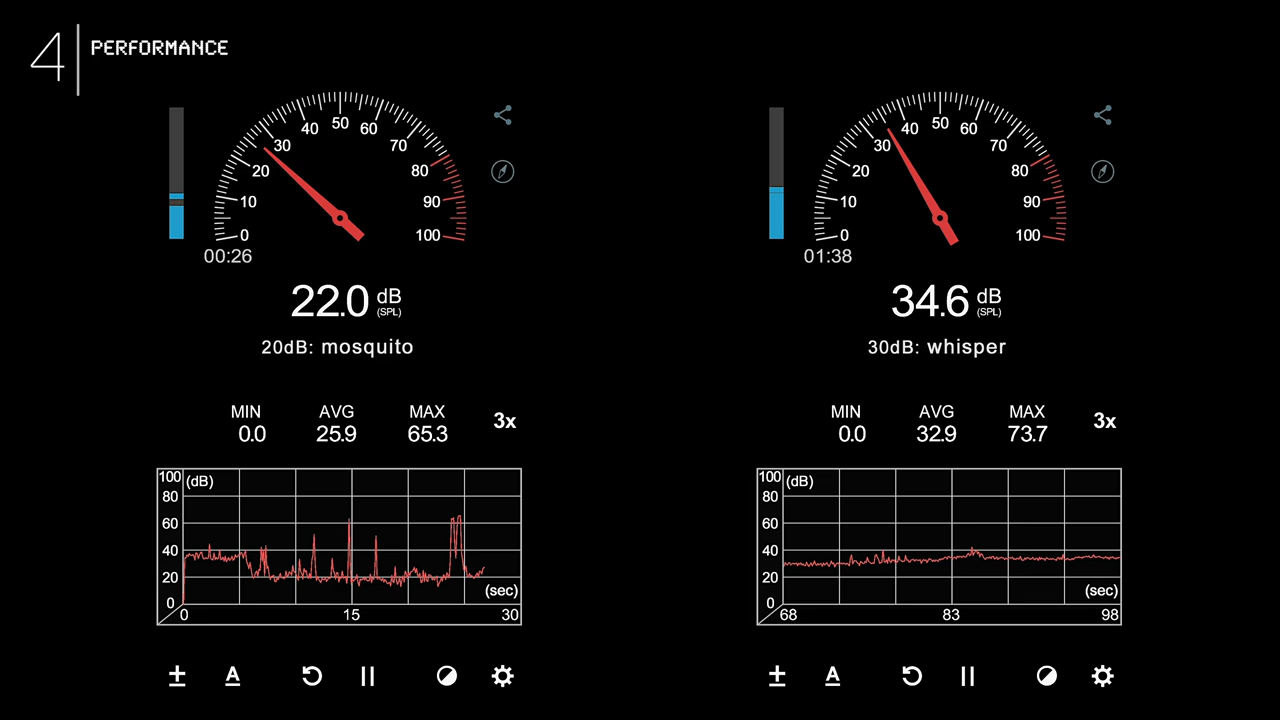 4 PERFORMANCE
0 10 20 30 40 50 60 70 80 90 100
00:26
22.0 dB (SPL)
20dB: mosquito
MIN AVG MAX
0.0 25.9 65.3 3x
100 (dB)
80
60
40
20
0 (sec)
0 15 30
± A
0 10 20 30 40 50 60 70 80 90 100
01:38
34.6 dB (SPL)
30dB: whisper
MIN AVG MAX
0.0 32.9 73.7 3x
100 (dB)
80
60
40
20
0 (sec)
68 83 98
± A